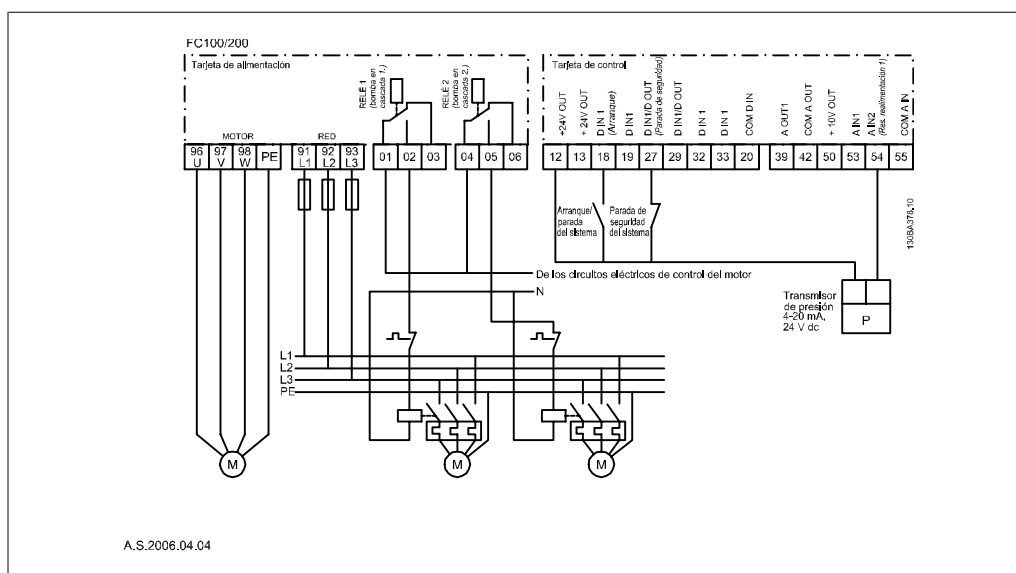 FC100/200
Tarjeta de alimentación
RELÉ 1
(bomba en
cascada 1.)
RELÉ 2
(bomba en
cascada 2.)
MOTOR
RED
96
U
97
V
98
W
PE
91
L1
92
L2
93
L3
01
02
03
04
05
06
Tarjeta de control
+24V OUT
+ 24V OUT
D IN 1
(Arranque)
D IN1
D IN1/D OUT
(Parada de seguridad)
D IN1/D OUT
D IN 1
D IN 1
COM D IN
A OUT1
COM A OUT
+ 10V OUT
A IN1
A IN2
(Res. realimentación 1)
COM A IN
12
13
18
19
27
29
32
33
20
39
42
50
53
54
55
Arranque/
parada
del sistema
Parada de
seguridad
del sistema
130BA378.10
De los circuitos eléctricos de control del motor
N
Transmisor
de presión
4-20 mA,
24 V dc
P
L1
L2
L3
PE
M
M
M
A.S.2006.04.04